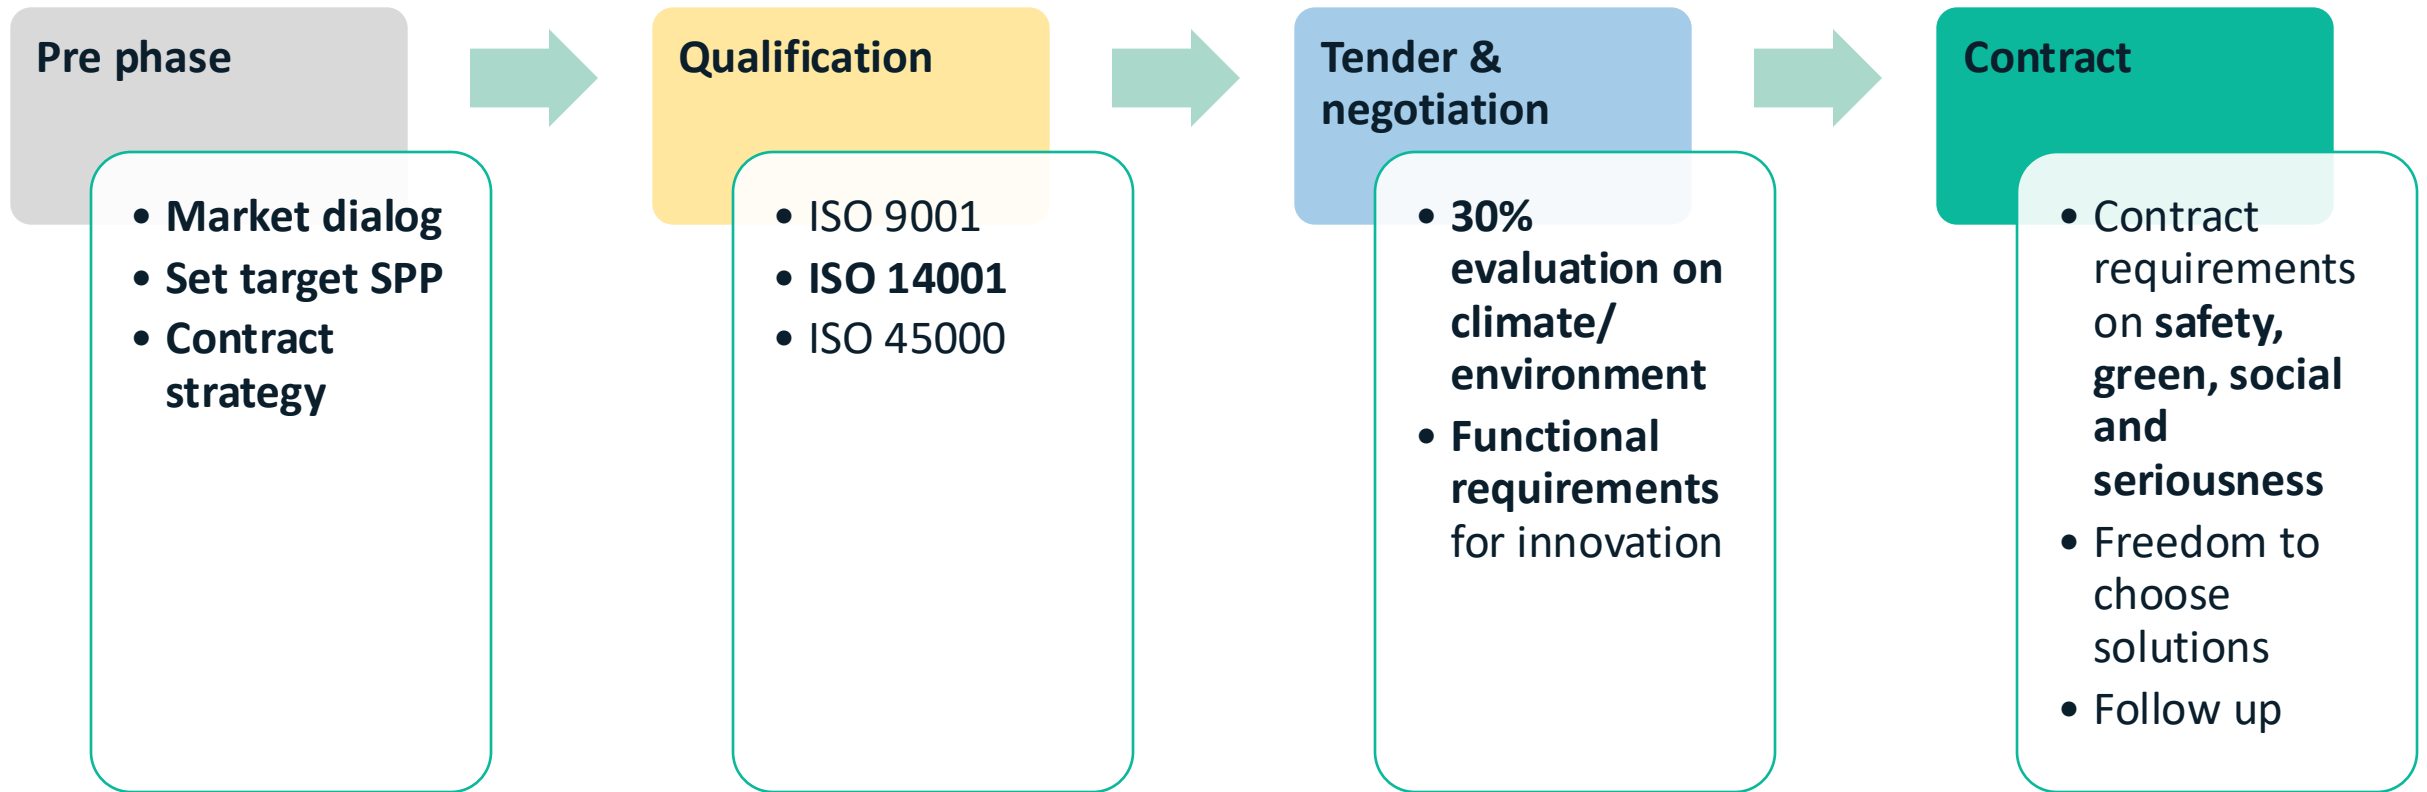 Pre phase
• Market dialog
• Set target SPP
• Contract
strategy
Qualification
• ISO 9001
• ISO 14001
• ISO 45000
Tender &
negotiation
• 30%
evaluation on
climate/
environment
• Functional
requirements
for innovation
Contract
• Contract
requirements
on safety,
green, social
and
seriousness
• Freedom to
choose
solutions
• Follow up